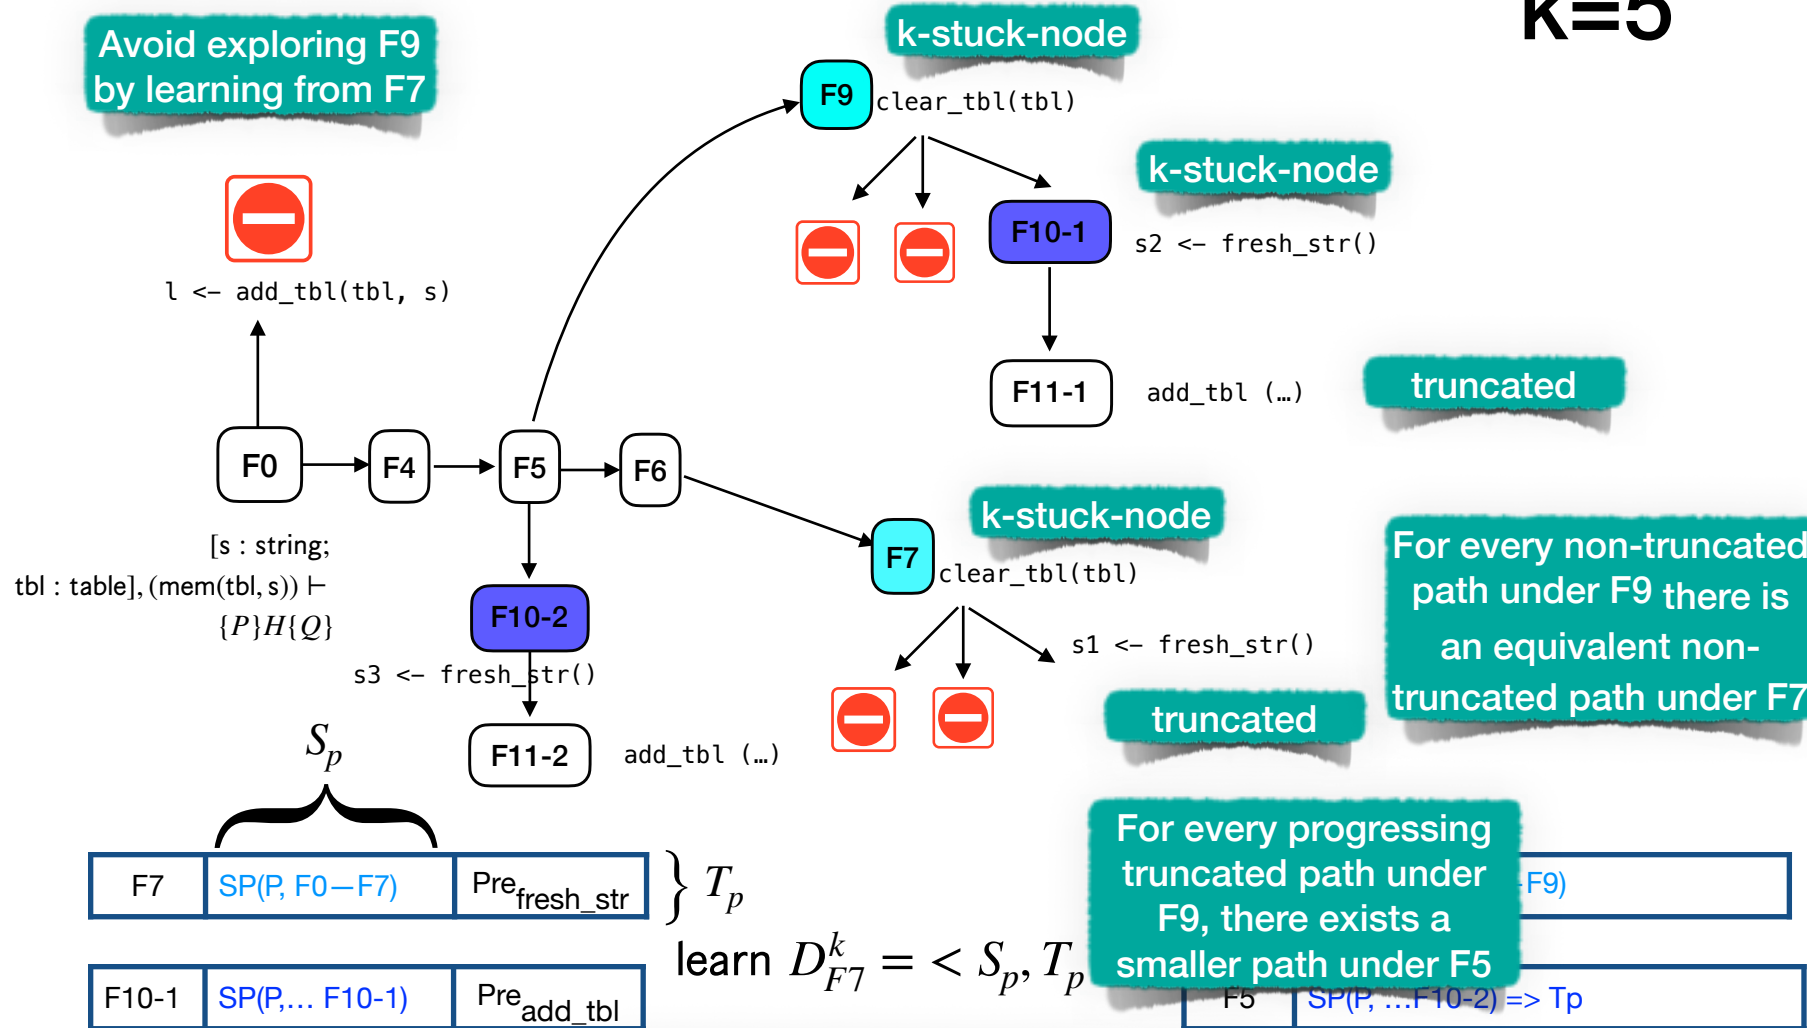 k=5
Avoid exploring F9
by learning from F7
k-stuck-node
F9
clear_tbl(tbl)
k-stuck-node
F10-1
s2 <- fresh_str()
l <- add_tbl(tbl, s)
F11-1
add_tbl (…)
truncated
F0
F4
F5
F6
k-stuck-node
F7
clear_tbl(tbl)
[s : string;
tbl : table], (mem(tbl, s)) ⊢
{P}H{Q}
For every non-truncated
path under F9 there is
an equivalent non-
truncated path under F7
F10-2
s3 <- fresh_str()
s1 <- fresh_str()
truncated
F11-2
add_tbl (…)
S_p
For every progressing
truncated path under
F9, there exists a
smaller path under F5
F7 SP(P, F0—F7) Pre_fresh_str } T_p
F9)
learn D^k_F7 = < S_p, T_p
F10-1 SP(P,… F10-1) Pre_add_tbl
F5 SP(P, …F10-2) => Tp